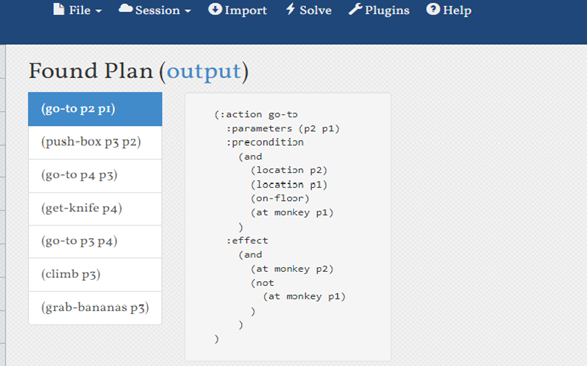 File Session Import Solve Plugins Help
Found Plan (output)
(go-to p2 p1)
(push-box p3 p2)
(go-to p4 p3)
(get-knife p4)
(go-to p3 p4)
(climb p3)
(grab-bananas p3)
(:action go-to
:parameters (p2 p1)
:precondition
(and
(location p2)
(location p1)
(on-floor)
(at monkey p1)
)
:effect
(and
(at monkey p2)
(not
(at monkey p1)
)
)
)